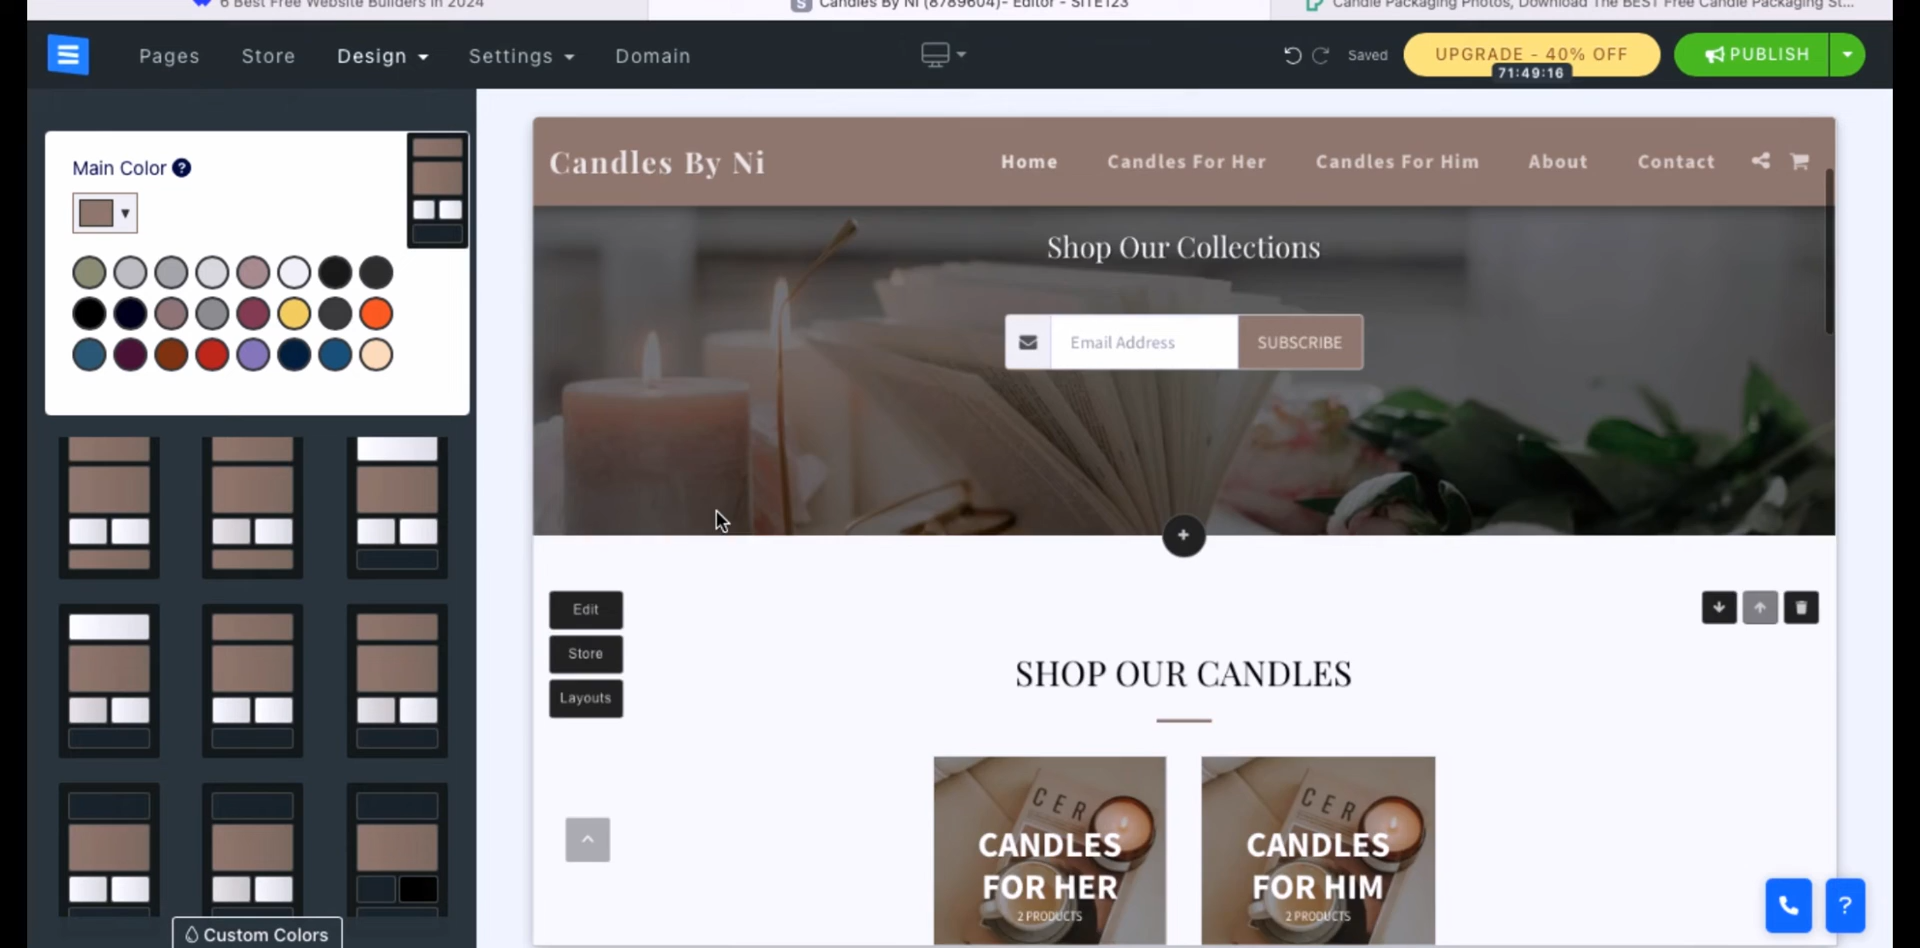 6 Best Free Website Builders in 2024
S Candles By Ni (8789604)- Editor - SITE123
Candle Packaging Photos, Download The BEST Free Candle Packaging St...
Pages Store Design Settings Domain Saved UPGRADE - 40% OFF PUBLISH
71:49:16
Main Color ?
Candles By Ni Home Candles For Her Candles For Him About Contact
Shop Our Collections
Email Address SUBSCRIBE
+
Edit
Store
Layouts
SHOP OUR CANDLES
CER
CANDLES
FOR HER
2 PRODUCTS
CER
CANDLES
FOR HIM
2 PRODUCTS
Custom Colors
?